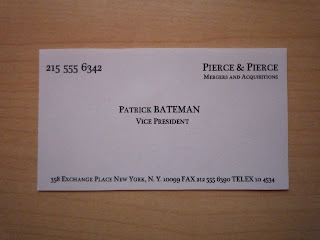 215 555 6342
PIERCE & PIERCE
MERGERS AND ACQUISITIONS
PATRICK BATEMAN
VICE PRESIDENT
358 EXCHANGE PLACE NEW YORK, N. Y. 10099 FAX 212 555 6390 TELEX 10 4534